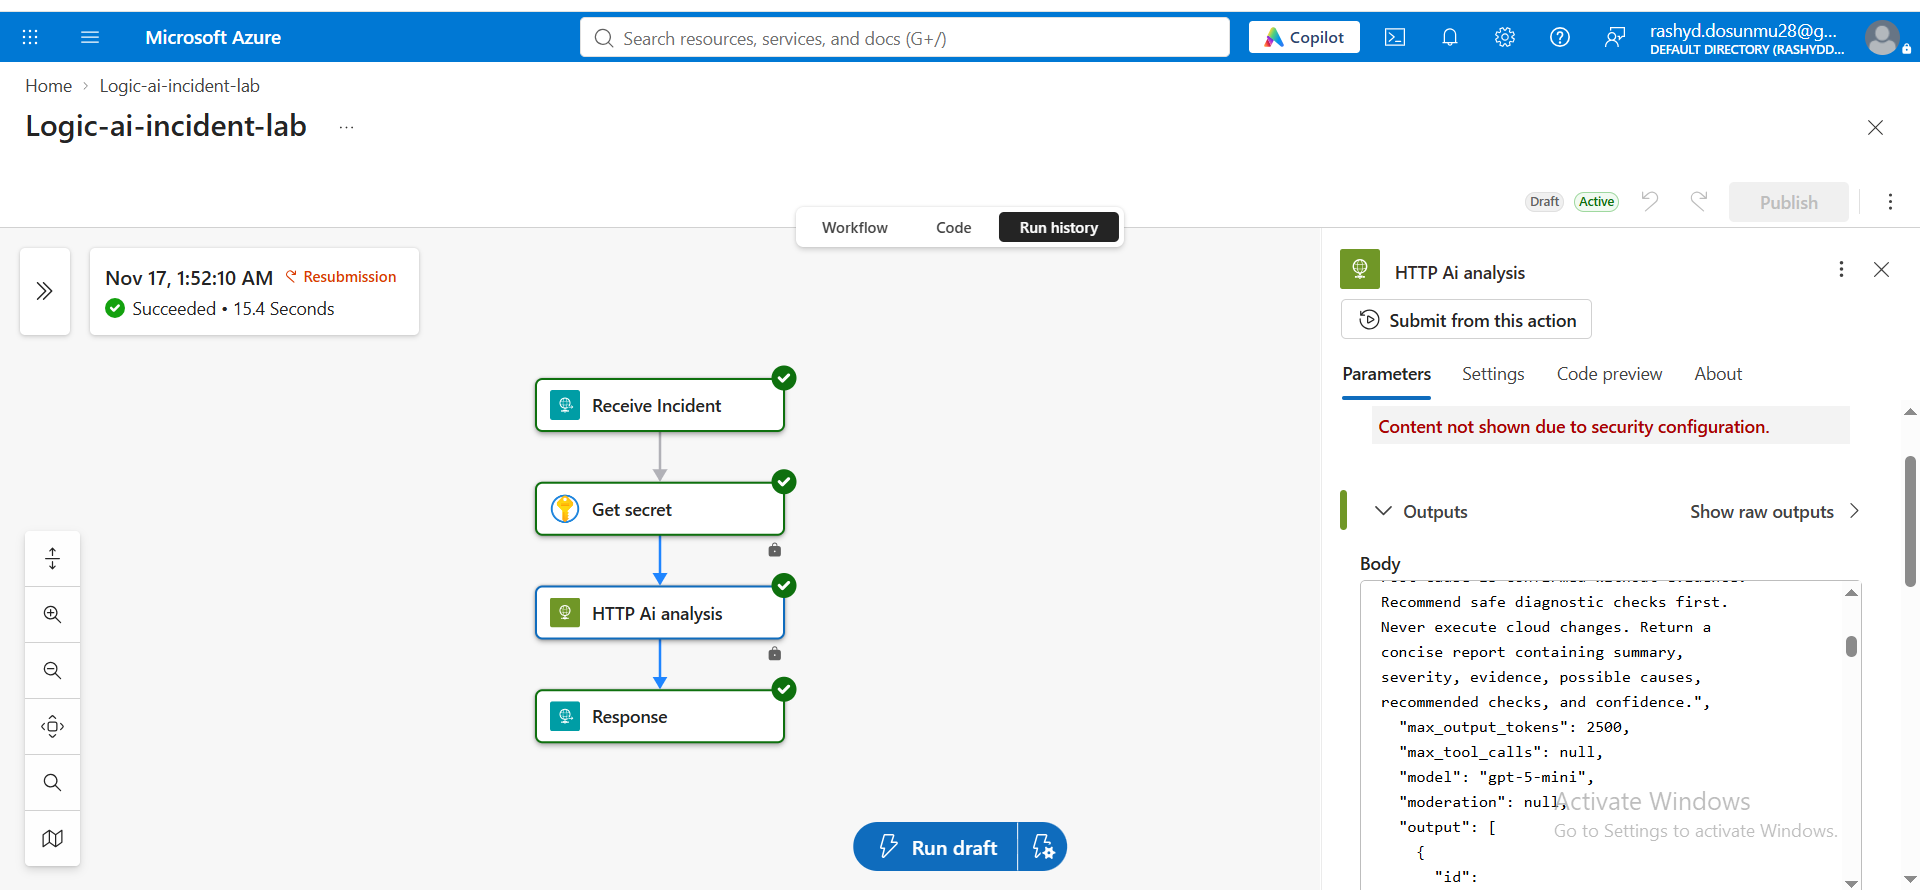 Microsoft Azure
Search resources, services, and docs (G+/)
Copilot
rashyd.dosunmu28@g...
DEFAULT DIRECTORY (RASHYDD...
Home › Logic-ai-incident-lab
Logic-ai-incident-lab ...
Draft
Active
Publish
Workflow
Code
Run history
Nov 17, 1:52:10 AM
Resubmission
Succeeded • 15.4 Seconds
Receive Incident
Get secret
HTTP Ai analysis
Response
Run draft
HTTP Ai analysis
Submit from this action
Parameters
Settings
Code preview
About
Content not shown due to security configuration.
Outputs
Show raw outputs
Body
Recommend safe diagnostic checks first.
Never execute cloud changes. Return a
concise report containing summary,
severity, evidence, possible causes,
recommended checks, and confidence.",
"max_output_tokens": 2500,
"max_tool_calls": null,
"model": "gpt-5-mini",
"moderation": null,
"output": [
{
"id":
Activate Windows
Go to Settings to activate Windows.